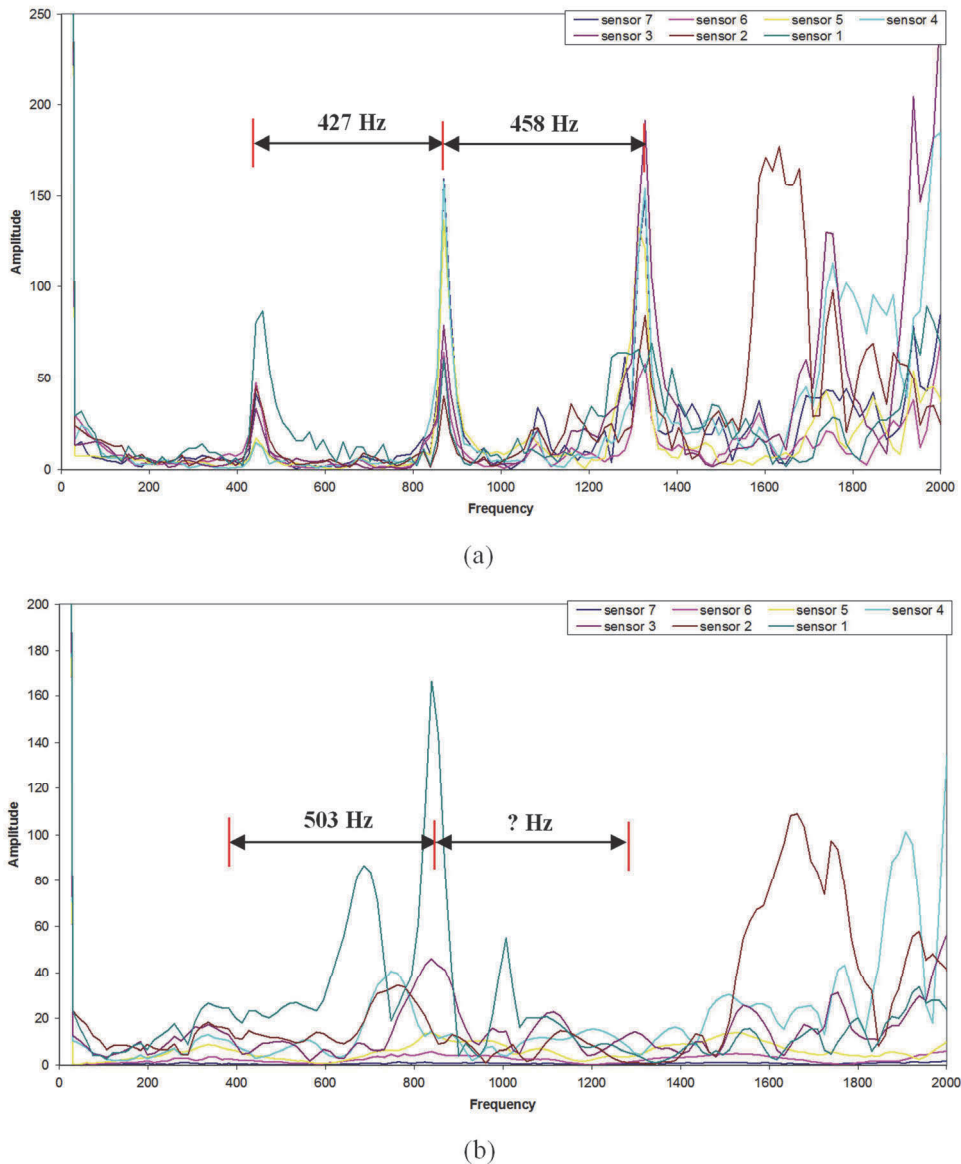 250
200
150
100
50
0
Amplitude
sensor 7 sensor 6 sensor 5 sensor 4
sensor 3 sensor 2 sensor 1
427 Hz 458 Hz
0 200 400 600 800 1000 1200 1400 1600 1800 2000
Frequency
(a)
200
180
160
140
120
100
80
60
40
20
0
Amplitude
sensor 7 sensor 6 sensor 5 sensor 4
sensor 3 sensor 2 sensor 1
503 Hz ? Hz
0 200 400 600 800 1000 1200 1400 1600 1800 2000
Frequency
(b)